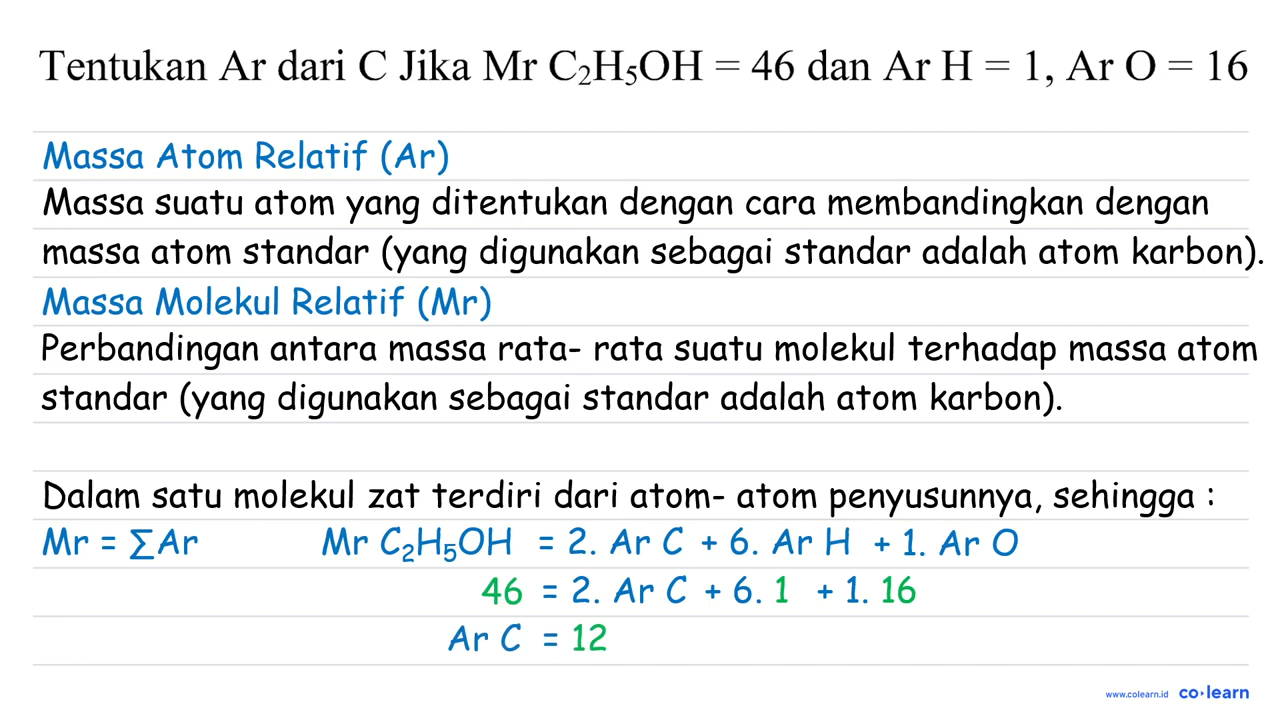 Tentukan Ar dari C Jika Mr C₂H₅OH = 46 dan Ar H = 1, Ar O = 16
Massa Atom Relatif (Ar)
Massa suatu atom yang ditentukan dengan cara membandingkan dengan
massa atom standar (yang digunakan sebagai standar adalah atom karbon).
Massa Molekul Relatif (Mr)
Perbandingan antara massa rata- rata suatu molekul terhadap massa atom
standar (yang digunakan sebagai standar adalah atom karbon).
Dalam satu molekul zat terdiri dari atom- atom penyusunnya, sehingga :
Mr = ∑Ar Mr C₂H₅OH = 2. Ar C + 6. Ar H + 1. Ar O
46 = 2. Ar C + 6. 1 + 1. 16
Ar C = 12
www.colearn.id co·learn